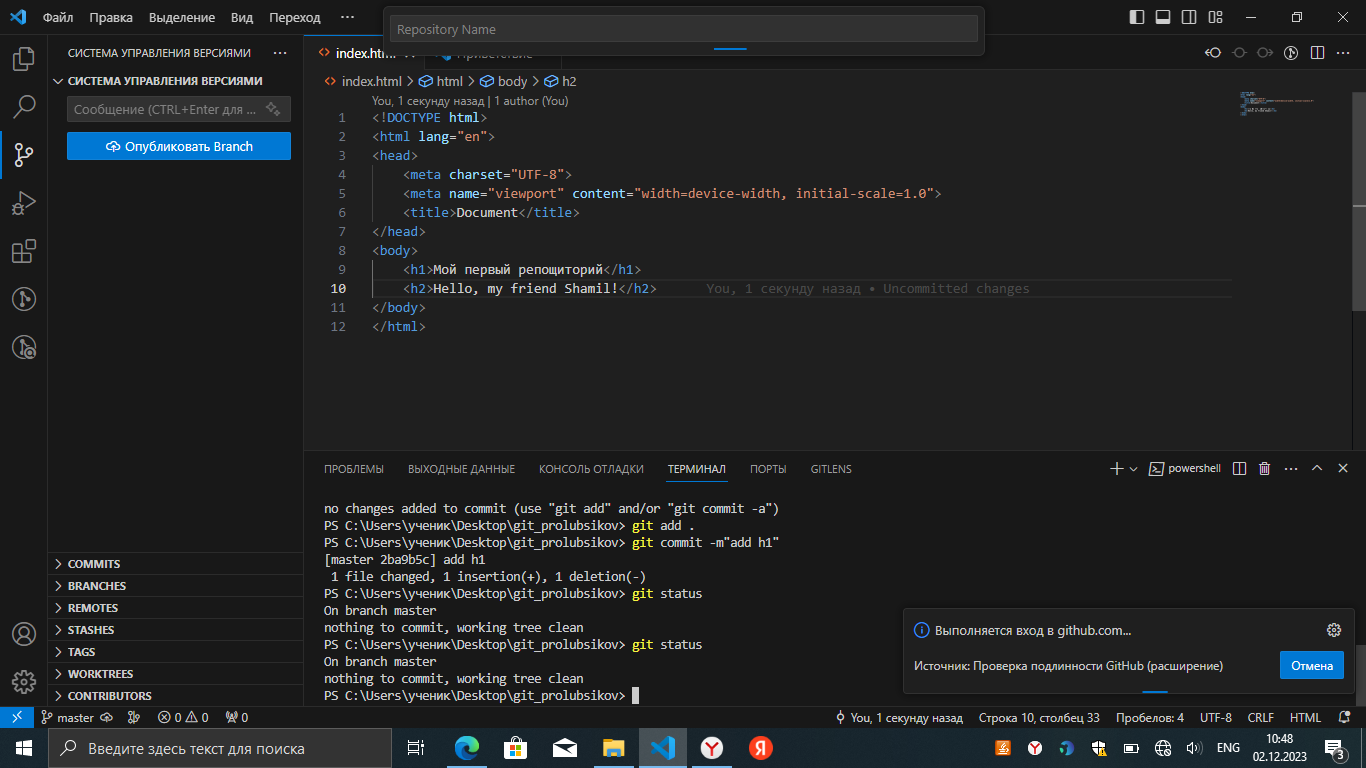 Файл Правка Выделение Вид Переход ···
Repository Name
СИСТЕМА УПРАВЛЕНИЯ ВЕРСИЯМИ ···
СИСТЕМА УПРАВЛЕНИЯ ВЕРСИЯМИ
Сообщение (CTRL+Enter для ...
Опубликовать Branch
index.html
index.html > html > body > h2
You, 1 секунду назад | 1 author (You)
1 <!DOCTYPE html>
2 <html lang="en">
3 <head>
4 <meta charset="UTF-8">
5 <meta name="viewport" content="width=device-width, initial-scale=1.0">
6 <title>Document</title>
7 </head>
8 <body>
9 <h1>Мой первый репощиторий</h1>
10 <h2>Hello, my friend Shamil!</h2> You, 1 секунду назад • Uncommitted changes
11 </body>
12 </html>
ПРОБЛЕМЫ ВЫХОДНЫЕ ДАННЫЕ КОНСОЛЬ ОТЛАДКИ ТЕРМИНАЛ ПОРТЫ GITLENS
powershell
no changes added to commit (use "git add" and/or "git commit -a")
PS C:\Users\ученик\Desktop\git_prolubsikov> git add .
PS C:\Users\ученик\Desktop\git_prolubsikov> git commit -m"add h1"
[master 2ba9b5c] add h1
1 file changed, 1 insertion(+), 1 deletion(-)
PS C:\Users\ученик\Desktop\git_prolubsikov> git status
On branch master
nothing to commit, working tree clean
PS C:\Users\ученик\Desktop\git_prolubsikov> git status
On branch master
nothing to commit, working tree clean
PS C:\Users\ученик\Desktop\git_prolubsikov>
COMMITS
BRANCHES
REMOTES
STASHES
TAGS
WORKTREES
CONTRIBUTORS
Выполняется вход в github.com...
Источник: Проверка подлинности GitHub (расширение)
Отмена
master 0 0 0 You, 1 секунду назад Строка 10, столбец 33 Пробелов: 4 UTF-8 CRLF HTML
Введите здесь текст для поиска
ENG
10:48
02.12.2023
3